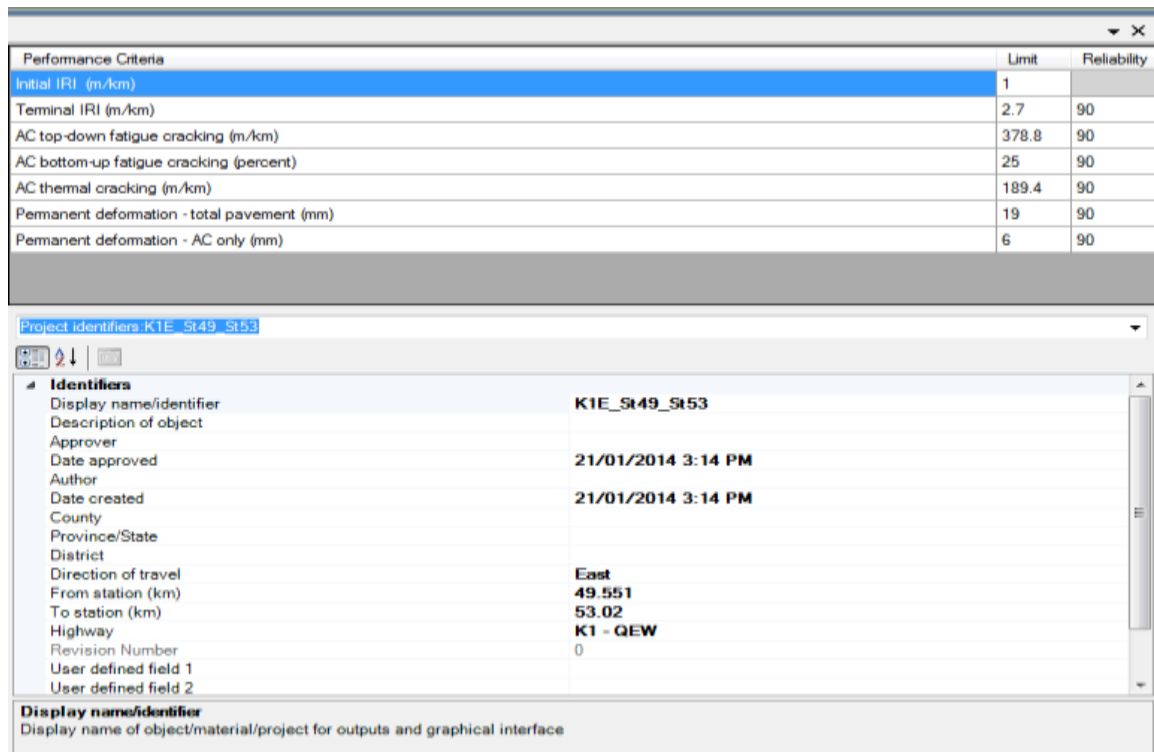 Performance Criteria Limit Reliability
Initial IRI (m/km) 1
Terminal IRI (m/km) 2.7 90
AC top-down fatigue cracking (m/km) 378.8 90
AC bottom-up fatigue cracking (percent) 25 90
AC thermal cracking (m/km) 189.4 90
Permanent deformation - total pavement (mm) 19 90
Permanent deformation - AC only (mm) 6 90
Project identifiers:K1E_St49_St53
Identifiers
Display name/identifier K1E_St49_St53
Description of object
Approver
Date approved 21/01/2014 3:14 PM
Author
Date created 21/01/2014 3:14 PM
County
Province/State
District
Direction of travel East
From station (km) 49.551
To station (km) 53.02
Highway K1 - QEW
Revision Number 0
User defined field 1
User defined field 2
Display name/identifier
Display name of object/material/project for outputs and graphical interface